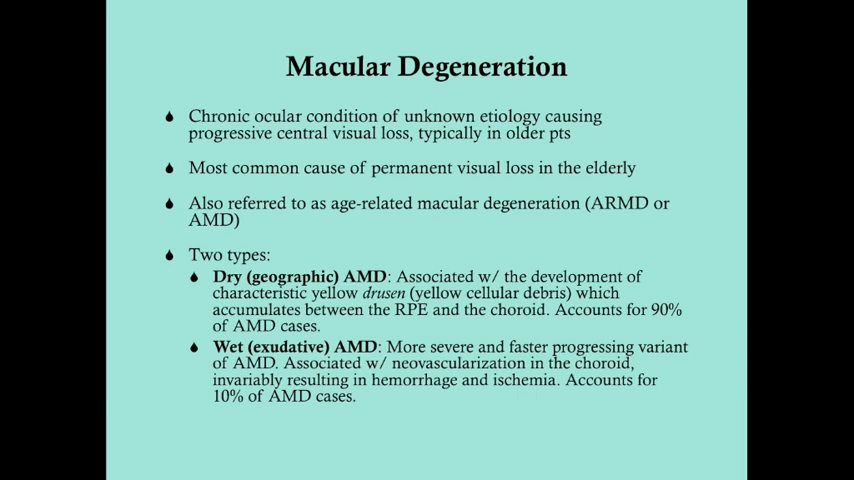 Macular Degeneration
Chronic ocular condition of unknown etiology causing
progressive central visual loss, typically in older pts
Most common cause of permanent visual loss in the elderly
Also referred to as age-related macular degeneration (ARMD or
AMD)
Two types:
Dry (geographic) AMD: Associated w/ the development of
characteristic yellow drusen (yellow cellular debris) which
accumulates between the RPE and the choroid. Accounts for 90%
of AMD cases.
Wet (exudative) AMD: More severe and faster progressing variant
of AMD. Associated w/ neovascularization in the choroid,
invariably resulting in hemorrhage and ischemia. Accounts for
10% of AMD cases.